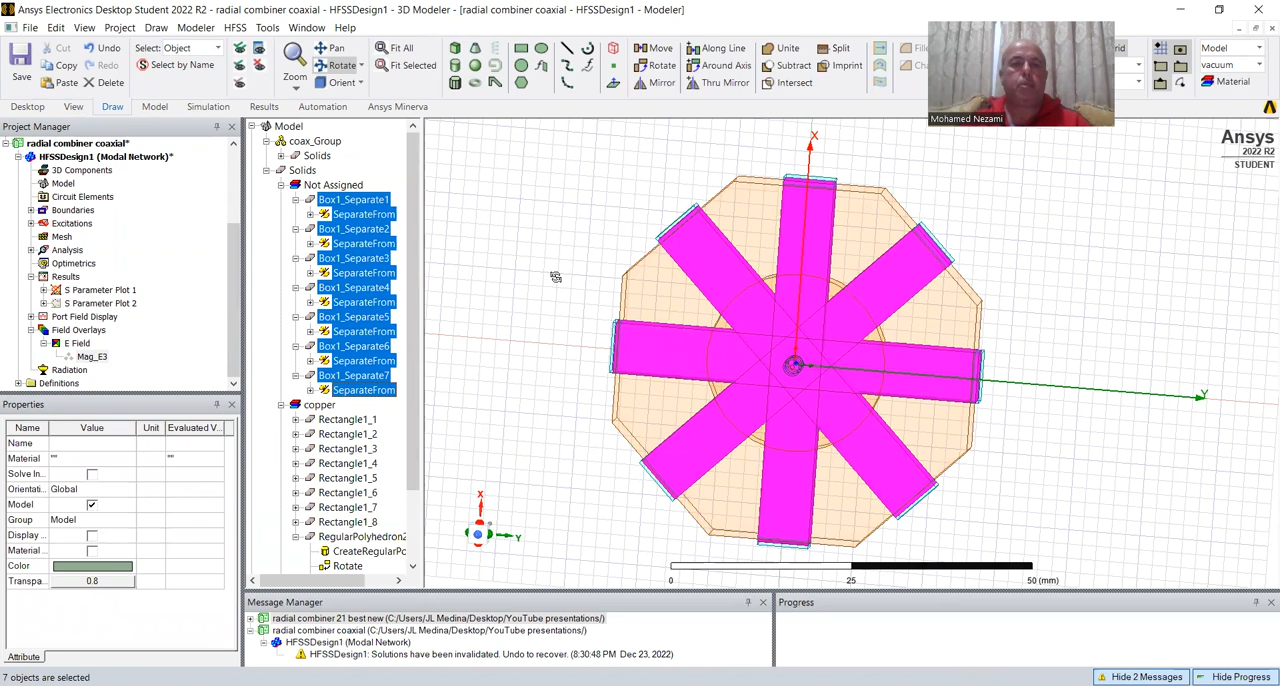 Ansys Electronics Desktop Student 2022 R2 - radial combiner coaxial - HFSSDesign1 - 3D Modeler - [radial combiner coaxial - HFSSDesign1 - Modeler]
File Edit View Project Draw Modeler HFSS Tools Window Help
Save
Cut Undo
Copy Redo
Paste Delete
Select: Object
Select by Name
Zoom
Pan
Rotate
Orient
Fit All
Fit Selected
Move Along Line
Rotate Around Axis
Mirror Thru Mirror
Unite Split
Subtract Imprint
Intersect
Model
vacuum
Material
Desktop View Draw Model Simulation Results Automation Ansys Minerva
Mohamed Nezami
Project Manager
radial combiner coaxial*
HFSSDesign1 (Modal Network)*
3D Components
Model
Circuit Elements
Boundaries
Excitations
Mesh
Analysis
Optimetrics
Results
S Parameter Plot 1
S Parameter Plot 2
Port Field Display
Field Overlays
E Field
Mag_E3
Radiation
Definitions
Model
coax_Group
Solids
Solids
Not Assigned
Box1_Separate1
SeparateFrom
Box1_Separate2
SeparateFrom
Box1_Separate3
SeparateFrom
Box1_Separate4
SeparateFrom
Box1_Separate5
SeparateFrom
Box1_Separate6
SeparateFrom
Box1_Separate7
SeparateFrom
copper
Rectangle1_1
Rectangle1_2
Rectangle1_3
Rectangle1_4
Rectangle1_5
Rectangle1_6
Rectangle1_7
Rectangle1_8
RegularPolyhedron2
CreateRegularPo
Rotate
Ansys
2022 R2
STUDENT
X
Y
X
Y
0 25 50 (mm)
Properties
Name Value Unit Evaluated V...
Name
Material "" ""
Solve In...
Orientati... Global
Model
Group Model
Display ...
Material ...
Color
Transpa... 0.8
Attribute
Message Manager
radial combiner 21 best new (C:/Users/JL Medina/Desktop/YouTube presentations/)
radial combiner coaxial (C:/Users/JL Medina/Desktop/YouTube presentations/)
HFSSDesign1 (Modal Network)
HFSSDesign1: Solutions have been invalidated. Undo to recover. (8:30:48 PM Dec 23, 2022)
Progress
7 objects are selected
Hide 2 Messages
Hide Progress